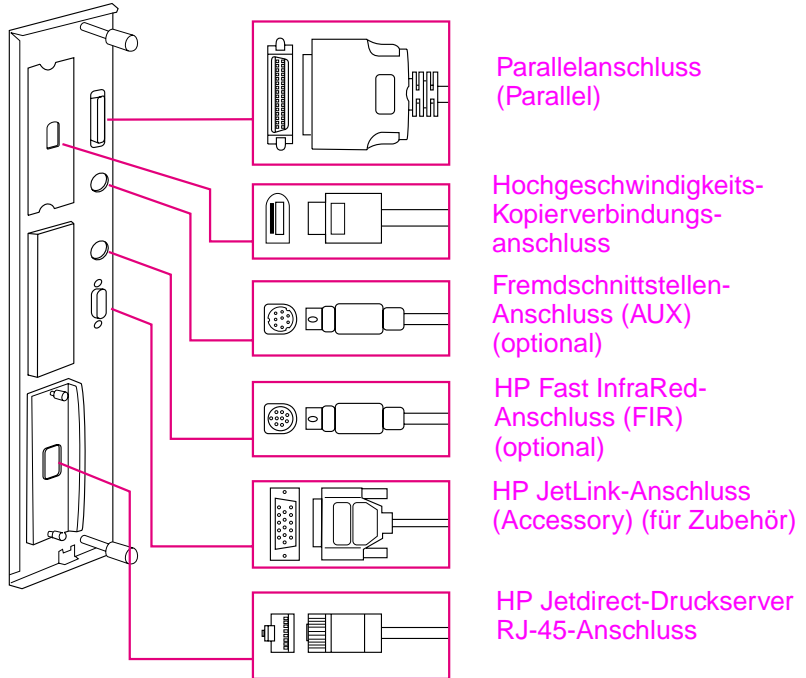 Parallelanschluss
(Parallel)
Hochgeschwindigkeits-
Kopierverbindungs-
anschluss
Fremdschnittstellen-
Anschluss (AUX)
(optional)
HP Fast InfraRed-
Anschluss (FIR)
(optional)
HP JetLink-Anschluss
(Accessory) (für Zubehör)
HP Jetdirect-Druckserver
RJ-45-Anschluss